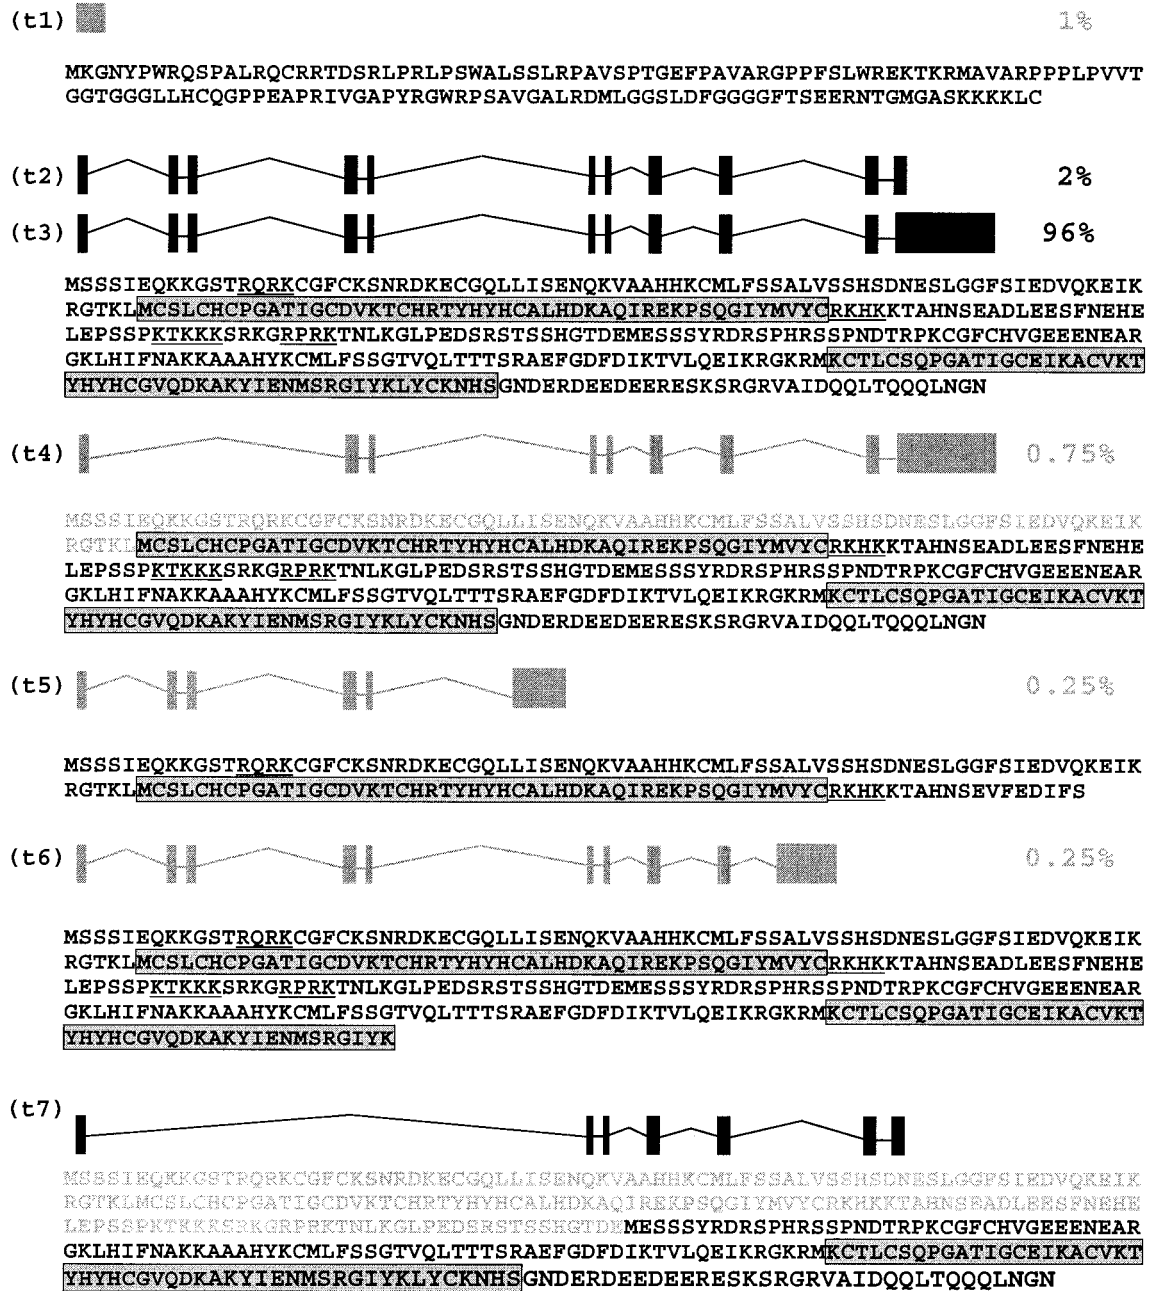 (t1) 1%
MKGNYPWRQSPALRQCRRTDSRLPRLPSWALSSLRPAVSPTGEFPAVARGPPFSLWREKTKRMAVARPPPLPVVT
GGTGGGLLHCQGPPEAPRIVGAPYRGWRPSAVGALRDMLGGSLDFGGGGFTSEERNTGMGASKKKKLC
(t2) 2%
(t3) 96%
MSSSIEQKKGSTRQRKCGFCKSNRDKECGQLLISENQKVAAHHKCMLFSSALVSSHSDNESLGGFSIEDVQKEIK
RGTKLMCSLCHCPGATIGCDVKTCHRTYHYHCALHDKAQIREKPSQGIYMVYCRKHKKTAHNSEADLEESFNEHE
LEPSSPKTKKKSRKGRPRKTNLKGLPEDSRSTSSHGTDEMESSSYRDRSPHRSSPNDTRPKCGFCHVGEEENEAR
GKLHIFNAKKAAAHYKCMLFSSGTVQLTTTSRAEFGDFDIKTVLQEIKRGKRMKCTLCSQPGATIGCEIKACVKT
YHYHCGVQDKAKYIENMSRGIYKLYCKNHSGNDERDEEDEERESKSRGRVAIDQQLTQQQLNGN
(t4) 0.75%
MSSSIEQKKGSTRQRKCGFCKSNRDKECGQLLISENQKVAAHHKCMLFSSALVSSHSDNESLGGFSIEDVQKEIK
RGTKLMCSLCHCPGATIGCDVKTCHRTYHYHCALHDKAQIREKPSQGIYMVYCRKHKKTAHNSEADLEESFNEHE
LEPSSPKTKKKSRKGRPRKTNLKGLPEDSRSTSSHGTDEMESSSYRDRSPHRSSPNDTRPKCGFCHVGEEENEAR
GKLHIFNAKKAAAHYKCMLFSSGTVQLTTTSRAEFGDFDIKTVLQEIKRGKRMKCTLCSQPGATIGCEIKACVKT
YHYHCGVQDKAKYIENMSRGIYKLYCKNHSGNDERDEEDEERESKSRGRVAIDQQLTQQQLNGN
(t5) 0.25%
MSSSIEQKKGSTRQRKCGFCKSNRDKECGQLLISENQKVAAHHKCMLFSSALVSSHSDNESLGGFSIEDVQKEIK
RGTKLMCSLCHCPGATIGCDVKTCHRTYHYHCALHDKAQIREKPSQGIYMVYCRKHKKTAHNSEVFEDIFS
(t6) 0.25%
MSSSIEQKKGSTRQRKCGFCKSNRDKECGQLLISENQKVAAHHKCMLFSSALVSSHSDNESLGGFSIEDVQKEIK
RGTKLMCSLCHCPGATIGCDVKTCHRTYHYHCALHDKAQIREKPSQGIYMVYCRKHKKTAHNSEADLEESFNEHE
LEPSSPKTKKKSRKGRPRKTNLKGLPEDSRSTSSHGTDEMESSSYRDRSPHRSSPNDTRPKCGFCHVGEEENEAR
GKLHIFNAKKAAAHYKCMLFSSGTVQLTTTSRAEFGDFDIKTVLQEIKRGKRMKCTLCSQPGATIGCEIKACVKT
YHYHCGVQDKAKYIENMSRGIYK
(t7)
MSSSIEQKKGSTRQRKCGFCKSNRDKECGQLLISENQKVAAHHKCMLFSSALVSSHSDNESLGGFSIEDVQKEIK
RGTKLMCSLCHCPGATIGCDVKTCHRTYHYHCALHDKAQIREKPSQGIYMVYCRKHKKTAHNSEADLEESFNEHE
LEPSSPKTKKKSRKGRPRKTNLKGLPEDSRSTSSHGTDEMESSSYRDRSPHRSSPNDTRPKCGFCHVGEEENEAR
GKLHIFNAKKAAAHYKCMLFSSGTVQLTTTSRAEFGDFDIKTVLQEIKRGKRMKCTLCSQPGATIGCEIKACVKT
YHYHCGVQDKAKYIENMSRGIYKLYCKNHSGNDERDEEDEERESKSRGRVAIDQQLTQQQLNGN